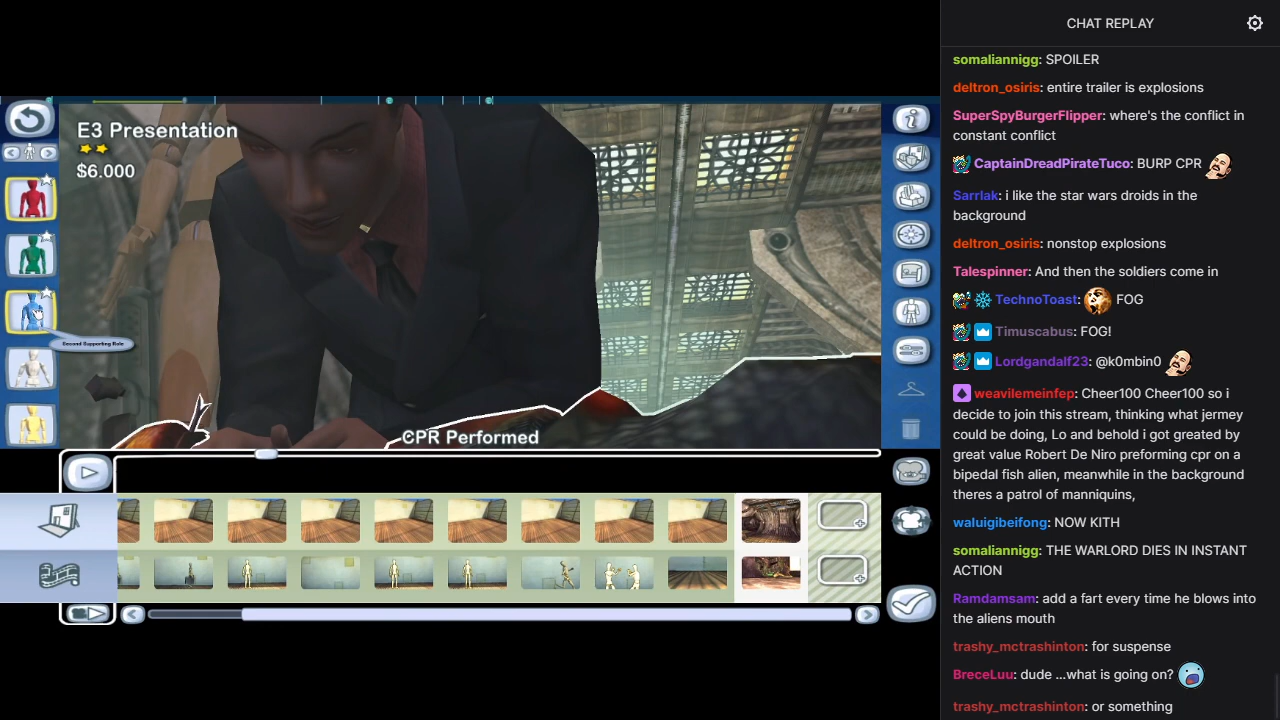 E3 Presentation
$6.000
Second Supporting Role
CPR Performed
CHAT REPLAY
somaliannigg: SPOILER
deltron_osiris: entire trailer is explosions
SuperSpyBurgerFlipper: where's the conflict in
constant conflict
CaptainDreadPirateTuco: BURP CPR
Sarrlak: i like the star wars droids in the
background
deltron_osiris: nonstop explosions
Talespinner: And then the soldiers come in
TechnoToast: FOG
Timuscabus: FOG!
Lordgandalf23: @k0mbin0
weavilemeinfep: Cheer100 Cheer100 so i
decide to join this stream, thinking what jermey
could be doing, Lo and behold i got greated by
great value Robert De Niro preforming cpr on a
bipedal fish alien, meanwhile in the background
theres a patrol of manniquins,
waluigibeifong: NOW KITH
somaliannigg: THE WARLORD DIES IN INSTANT
ACTION
Ramdamsam: add a fart every time he blows into
the aliens mouth
trashy_mctrashinton: for suspense
BreceLuu: dude ...what is going on?
trashy_mctrashinton: or something